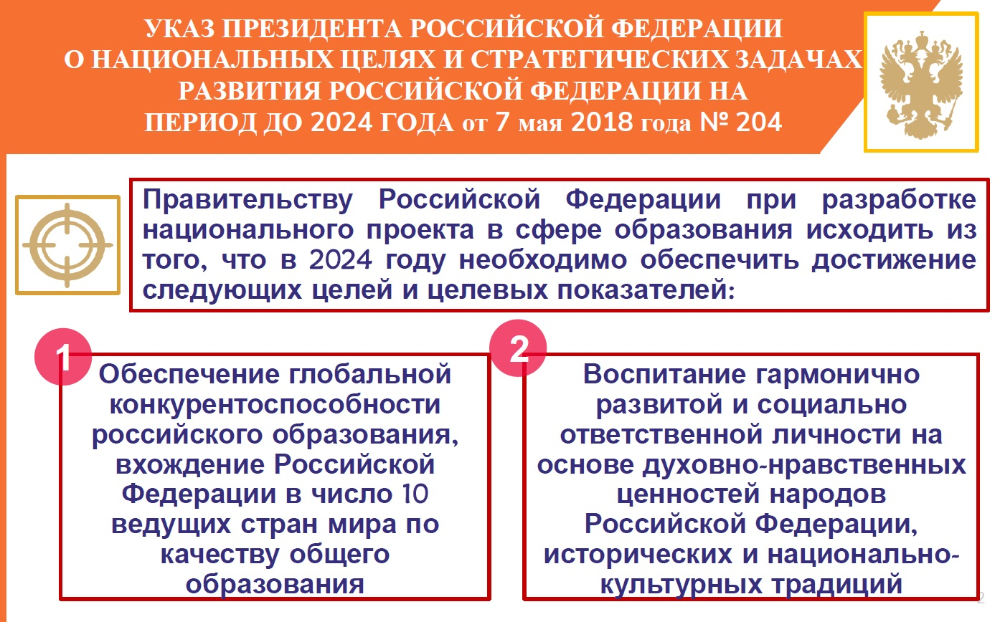 УКАЗ ПРЕЗИДЕНТА РОССИЙСКОЙ ФЕДЕРАЦИИ
О НАЦИОНАЛЬНЫХ ЦЕЛЯХ И СТРАТЕГИЧЕСКИХ ЗАДАЧАХ
РАЗВИТИЯ РОССИЙСКОЙ ФЕДЕРАЦИИ НА
ПЕРИОД ДО 2024 ГОДА от 7 мая 2018 года № 204
Правительству Российской Федерации при разработке
национального проекта в сфере образования исходить из
того, что в 2024 году необходимо обеспечить достижение
следующих целей и целевых показателей:
1
Обеспечение глобальной
конкурентоспособности
российского образования,
вхождение Российской
Федерации в число 10
ведущих стран мира по
качеству общего
образования
2
Воспитание гармонично
развитой и социально
ответственной личности на
основе духовно-нравственных
ценностей народов
Российской Федерации,
исторических и национально-
культурных традиций
2